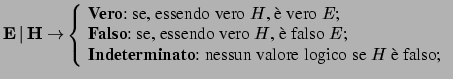 Vero: se, essendo vero H, è vero E;
E | H → { Falso: se, essendo vero H, è falso E;
Indeterminato: nessun valore logico se H è falso;